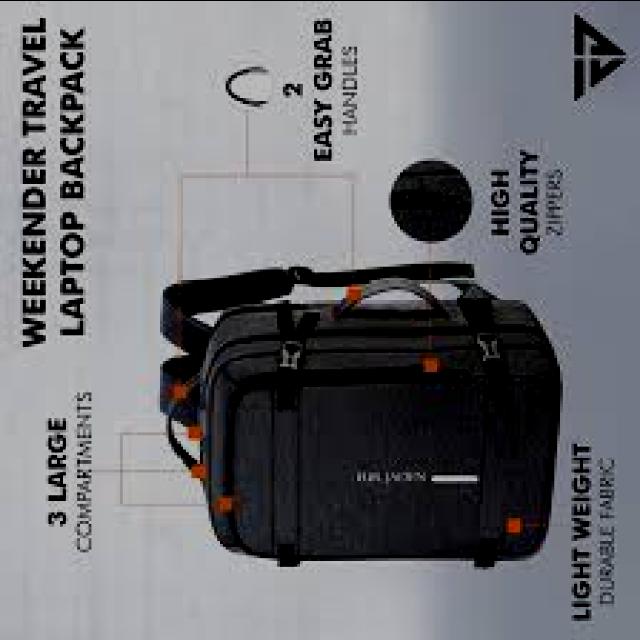 WEEKENDER TRAVEL
LAPTOP BACKPACK
2
EASY GRAB
HANDLES
HIGH
QUALITY
ZIPPERS
3 LARGE
COMPARTMENTS
LIGHT WEIGHT
DURABLE FABRIC